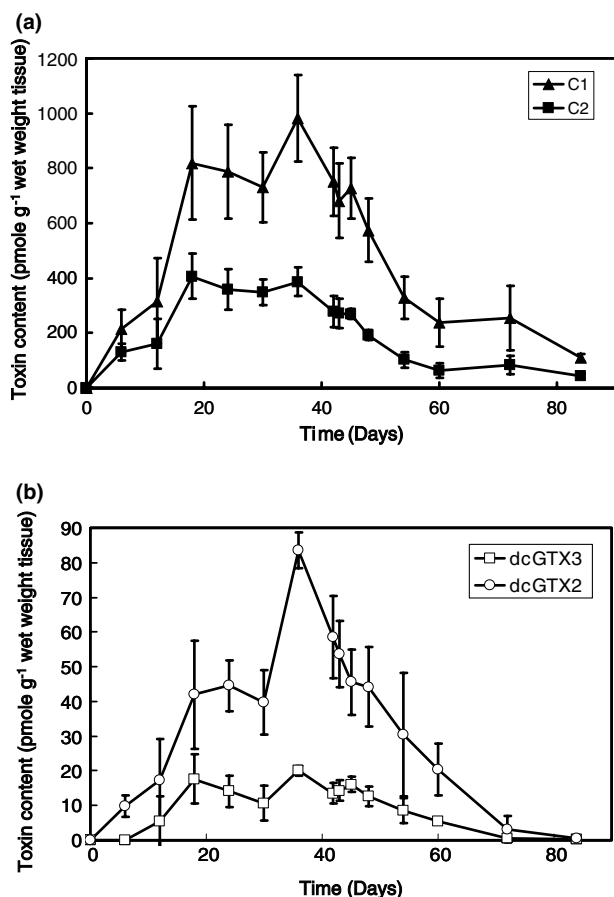 (a)
Toxin content (pmole g⁻¹ wet weight tissue)
1200
1000
800
600
400
200
0
C1
C2
0 20 40 60 80
Time (Days)
(b)
Toxin content (pmole g⁻¹ wet weight tissue)
90
80
70
60
50
40
30
20
10
0
dcGTX3
dcGTX2
0 20 40 60 80
Time (Days)